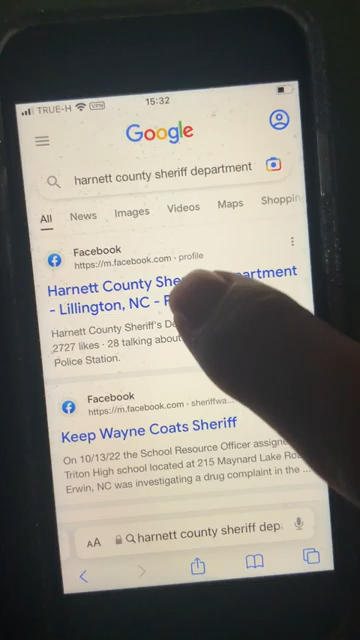 TRUE-H VPN 15:32
Google
harnett county sheriff department
All News Images Videos Maps Shoppin
Facebook
https://m.facebook.com › profile
Harnett County artment
- Lillington, NC -
Harnett County Sheriff's
2727 likes · 28 talking about
Police Station.
Facebook
https://m.facebook.com › sheriffwa...
Keep Wayne Coats Sheriff
On 10/13/22 the School Resource Officer assigne
Triton High school located at 215 Maynard Lake
Erwin, NC was investigating a drug complaint in the ...
AA harnett county sheriff dep